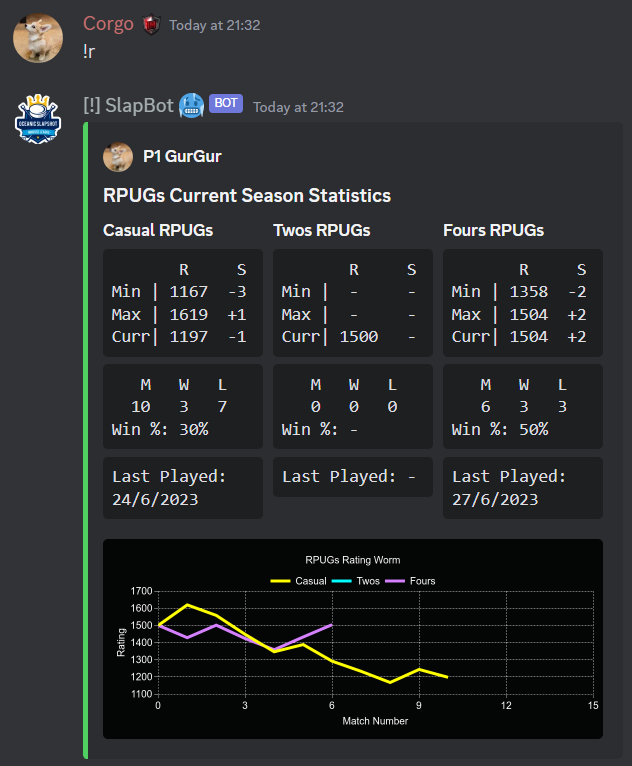 Corgo Today at 21:32
!r
OCEANIC SLAPSHOT
[!] SlapBot 🥶 BOT Today at 21:32
P1 GurGur
RPUGs Current Season Statistics
Casual RPUGs
R S
Min | 1167 -3
Max | 1619 +1
Curr| 1197 -1
M W L
10 3 7
Win %: 30%
Last Played:
24/6/2023
Twos RPUGs
R S
Min | - -
Max | - -
Curr| 1500 -
M W L
0 0 0
Win %: -
Last Played: -
Fours RPUGs
R S
Min | 1358 -2
Max | 1504 +2
Curr| 1504 +2
M W L
6 3 3
Win %: 50%
Last Played:
27/6/2023
RPUGs Rating Worm
Casual Twos Fours
Rating
1700
1600
1500
1400
1300
1200
1100
0 3 6 9 12 15
Match Number